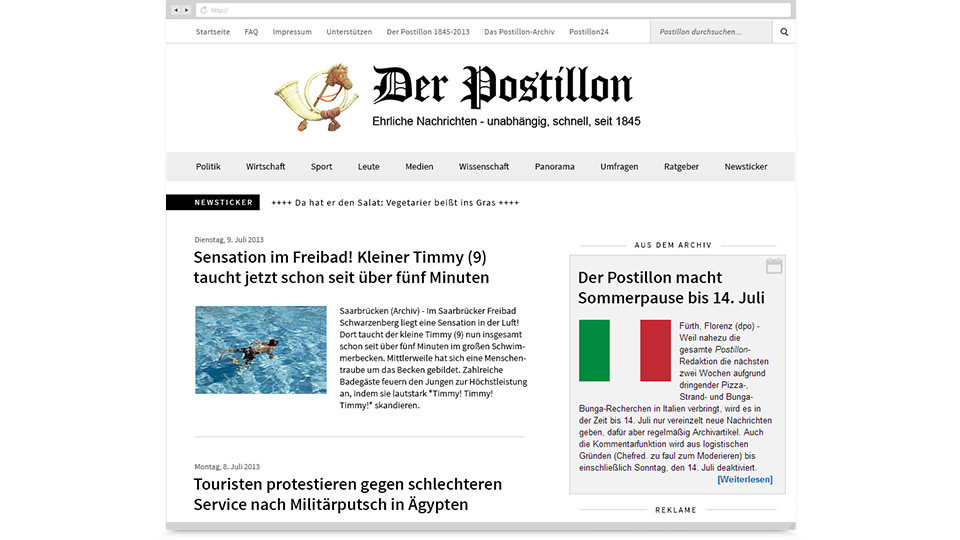 http://
Startseite FAQ Impressum Unterstützen Der Postillon 1845-2013 Das Postillon-Archiv Postillon24 Postillon durchsuchen...
Der Postillon
Ehrliche Nachrichten - unabhängig, schnell, seit 1845
Politik Wirtschaft Sport Leute Medien Wissenschaft Panorama Umfragen Ratgeber Newsticker
NEWSTICKER ++++ Da hat er den Salat: Vegetarier beißt ins Gras ++++
Dienstag, 9. Juli 2013
Sensation im Freibad! Kleiner Timmy (9)
taucht jetzt schon seit über fünf Minuten
Saarbrücken (Archiv) - Im Saarbrücker Freibad
Schwarzenberg liegt eine Sensation in der Luft!
Dort taucht der kleine Timmy (9) nun insgesamt
schon seit über fünf Minuten im großen Schwim-
merbecken. Mittlerweile hat sich eine Menschen-
traube um das Becken gebildet. Zahlreiche
Badegäste feuern den Jungen zur Höchstleistung
an, indem sie lautstark "Timmy! Timmy!
Timmy!" skandieren.
Montag, 8. Juli 2013
Touristen protestieren gegen schlechteren
Service nach Militärputsch in Ägypten
AUS DEM ARCHIV
Der Postillon macht
Sommerpause bis 14. Juli
Fürth, Florenz (dpo) -
Weil nahezu die
gesamte Postillon-
Redaktion die nächsten
zwei Wochen aufgrund
dringender Pizza-,
Strand- und Bunga-
Bunga-Recherchen in Italien verbringt, wird es in
der Zeit bis 14. Juli nur vereinzelt neue Nachrichten
geben, dafür aber regelmäßig Archivartikel. Auch
die Kommentarfunktion wird aus logistischen
Gründen (Chefred. zu faul zum Moderieren) bis
einschließlich Sonntag, den 14. Juli deaktiviert.
[Weiterlesen]
REKLAME